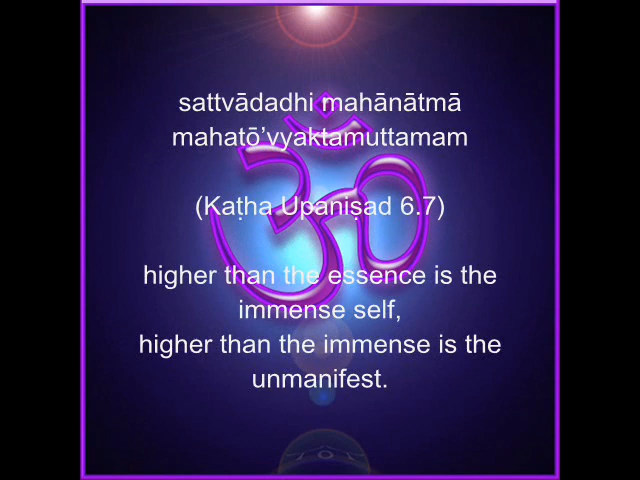 sattvādadhi mahānātmā
mahatō’vyaktamuttamam
(Kaṭha Upaniṣad 6.7)
higher than the essence is the
immense self,
higher than the immense is the
unmanifest.
ॐ